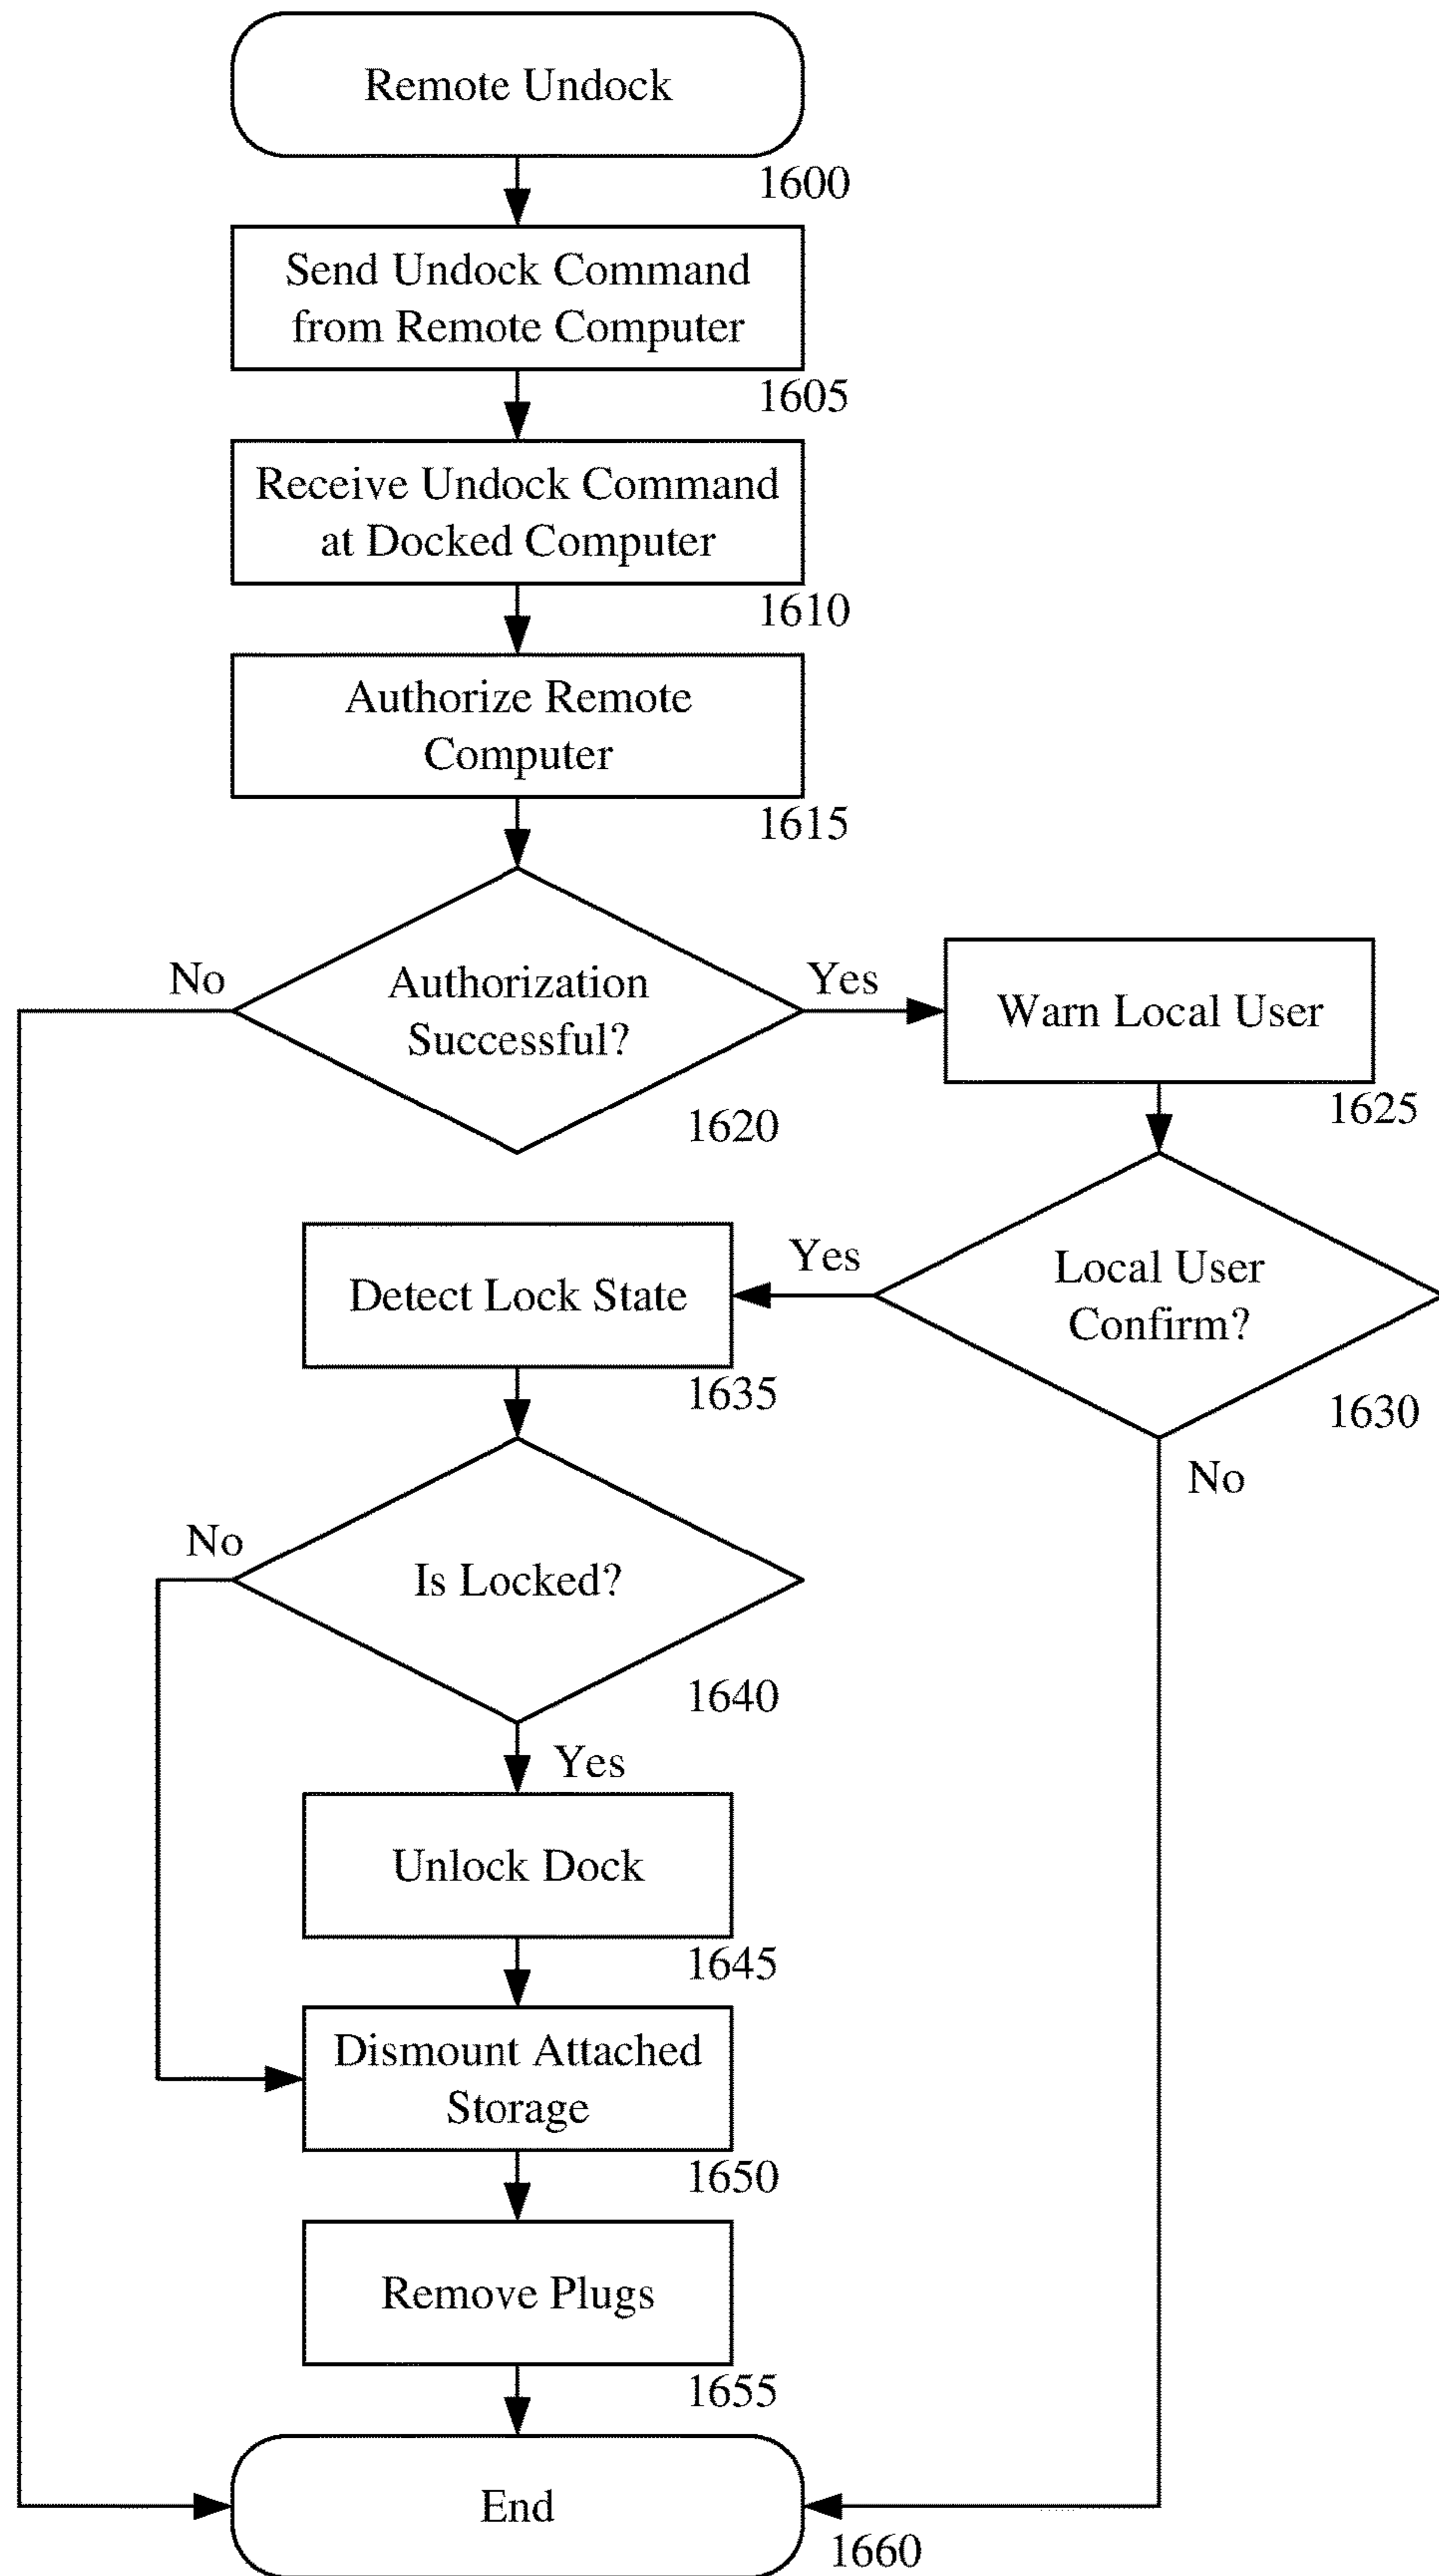 Remote Undock
1600
Send Undock Command
from Remote Computer
1605
Receive Undock Command
at Docked Computer
1610
Authorize Remote
Computer
1615
No
Authorization
Successful?
Yes
1620
Warn Local User
1625
Local User
Confirm?
Yes
1630
No
Detect Lock State
1635
Is Locked?
No
1640
Yes
Unlock Dock
1645
Dismount Attached
Storage
1650
Remove Plugs
1655
End
1660